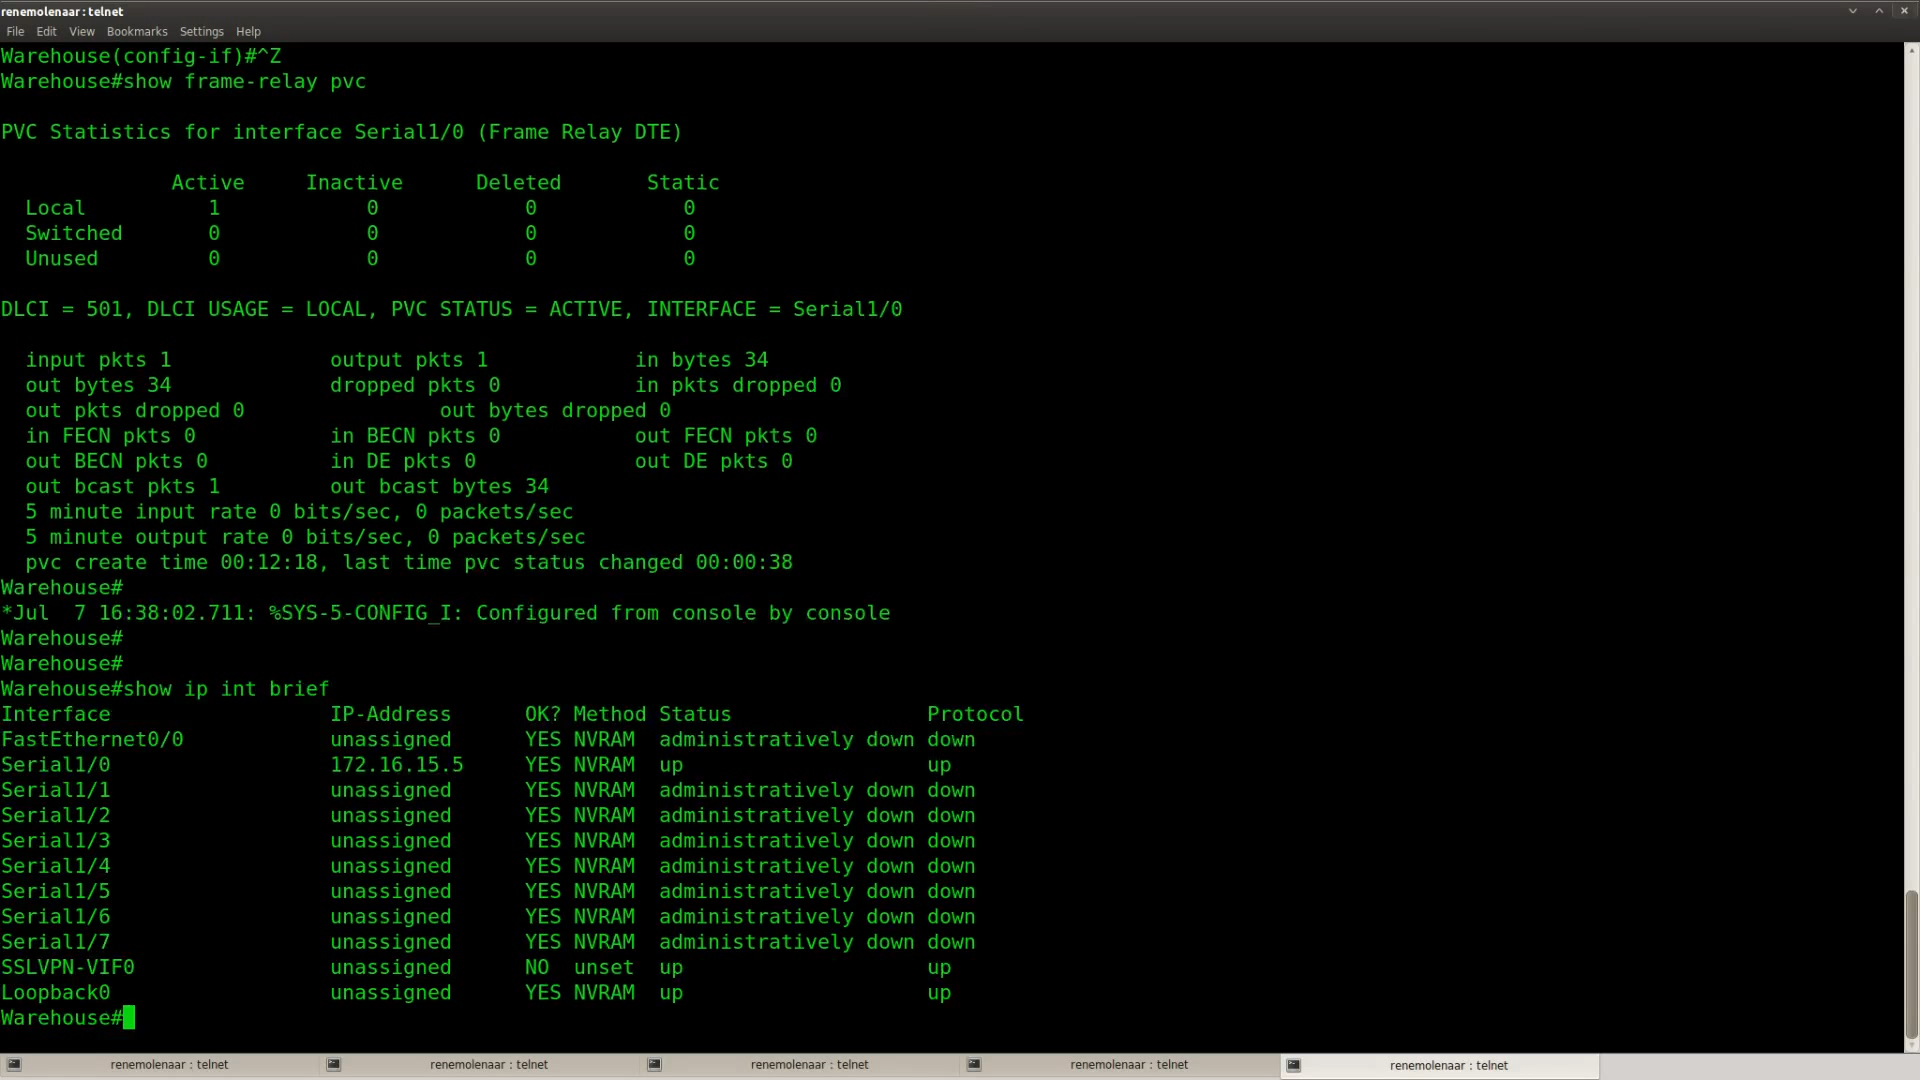 renemolenaar : telnet
File Edit View Bookmarks Settings Help
Warehouse(config-if)#^Z
Warehouse#show frame-relay pvc
PVC Statistics for interface Serial1/0 (Frame Relay DTE)
Active Inactive Deleted Static
Local 1 0 0 0
Switched 0 0 0 0
Unused 0 0 0 0
DLCI = 501, DLCI USAGE = LOCAL, PVC STATUS = ACTIVE, INTERFACE = Serial1/0
input pkts 1 output pkts 1 in bytes 34
out bytes 34 dropped pkts 0 in pkts dropped 0
out pkts dropped 0 out bytes dropped 0
in FECN pkts 0 in BECN pkts 0 out FECN pkts 0
out BECN pkts 0 in DE pkts 0 out DE pkts 0
out bcast pkts 1 out bcast bytes 34
5 minute input rate 0 bits/sec, 0 packets/sec
5 minute output rate 0 bits/sec, 0 packets/sec
pvc create time 00:12:18, last time pvc status changed 00:00:38
Warehouse#
*Jul  7 16:38:02.711: %SYS-5-CONFIG_I: Configured from console by console
Warehouse#
Warehouse#
Warehouse#show ip int brief
Interface IP-Address OK? Method Status Protocol
FastEthernet0/0 unassigned YES NVRAM administratively down down
Serial1/0 172.16.15.5 YES NVRAM up up
Serial1/1 unassigned YES NVRAM administratively down down
Serial1/2 unassigned YES NVRAM administratively down down
Serial1/3 unassigned YES NVRAM administratively down down
Serial1/4 unassigned YES NVRAM administratively down down
Serial1/5 unassigned YES NVRAM administratively down down
Serial1/6 unassigned YES NVRAM administratively down down
Serial1/7 unassigned YES NVRAM administratively down down
SSLVPN-VIF0 unassigned NO unset up up
Loopback0 unassigned YES NVRAM up up
Warehouse#
renemolenaar : telnet renemolenaar : telnet renemolenaar : telnet renemolenaar : telnet renemolenaar : telnet